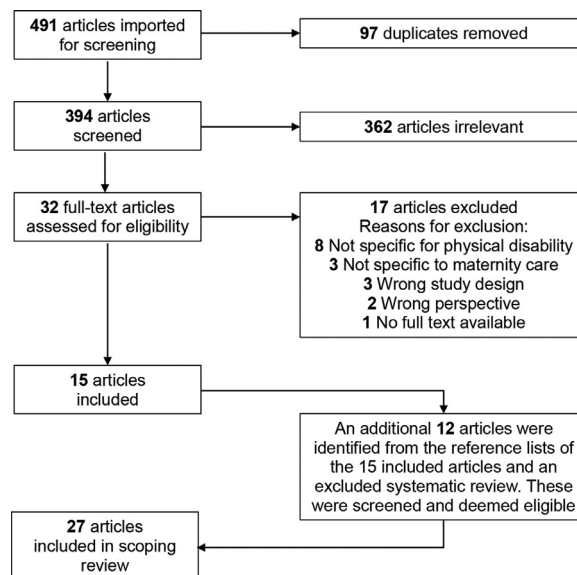 491 articles imported
for screening
97 duplicates removed
394 articles
screened
362 articles irrelevant
32 full-text articles
assessed for eligibility
17 articles excluded
Reasons for exclusion:
8 Not specific for physical disability
3 Not specific to maternity care
3 Wrong study design
2 Wrong perspective
1 No full text available
15 articles
included
An additional 12 articles were
identified from the reference lists of
the 15 included articles and an
excluded systematic review. These
were screened and deemed eligible
27 articles
included in scoping
review